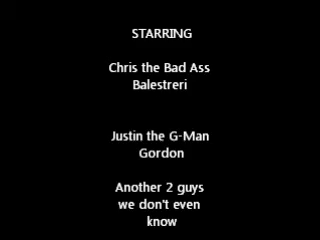 STARRING
Chris the Bad Ass
Balestreri
Justin the G-Man
Gordon
Another 2 guys
we don't even
know